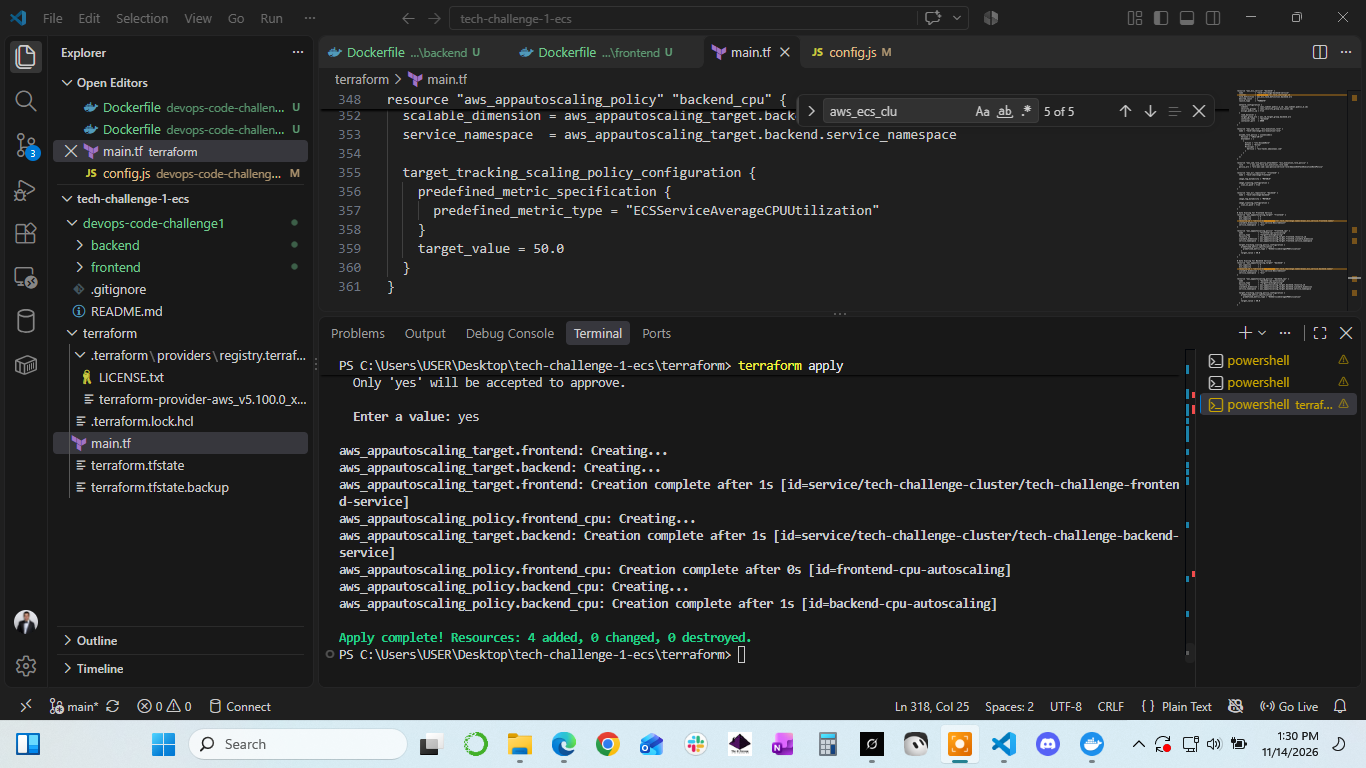 File Edit Selection View Go Run ···
tech-challenge-1-ecs
Explorer
Open Editors
Dockerfile devops-code-challen... U
Dockerfile devops-code-challen... U
main.tf terraform
JS config.js devops-code-challeng... M
tech-challenge-1-ecs
devops-code-challenge1
backend
frontend
.gitignore
README.md
terraform
.terraform\providers\registry.terraf...
LICENSE.txt
terraform-provider-aws_v5.100.0_x...
.terraform.lock.hcl
main.tf
terraform.tfstate
terraform.tfstate.backup
Outline
Timeline
3
Dockerfile ...\backend U
Dockerfile ...\frontend U
main.tf
JS config.js M
terraform > main.tf
348 resource "aws_appautoscaling_policy" "backend_cpu" {
352 scalable_dimension = aws_appautoscaling_target.back
353 service_namespace  = aws_appautoscaling_target.backend.service_namespace
354
355 target_tracking_scaling_policy_configuration {
356 predefined_metric_specification {
357 predefined_metric_type = "ECSServiceAverageCPUUtilization"
358 }
359 target_value = 50.0
360 }
361 }
aws_ecs_clu Aa ab .* 5 of 5
Problems Output Debug Console Terminal Ports
PS C:\Users\USER\Desktop\tech-challenge-1-ecs\terraform> terraform apply
Only 'yes' will be accepted to approve.
Enter a value: yes
aws_appautoscaling_target.frontend: Creating...
aws_appautoscaling_target.backend: Creating...
aws_appautoscaling_target.frontend: Creation complete after 1s [id=service/tech-challenge-cluster/tech-challenge-fronten
d-service]
aws_appautoscaling_policy.frontend_cpu: Creating...
aws_appautoscaling_target.backend: Creation complete after 1s [id=service/tech-challenge-cluster/tech-challenge-backend-
service]
aws_appautoscaling_policy.frontend_cpu: Creation complete after 0s [id=frontend-cpu-autoscaling]
aws_appautoscaling_policy.backend_cpu: Creating...
aws_appautoscaling_policy.backend_cpu: Creation complete after 1s [id=backend-cpu-autoscaling]
Apply complete! Resources: 4 added, 0 changed, 0 destroyed.
PS C:\Users\USER\Desktop\tech-challenge-1-ecs\terraform>
powershell
powershell
powershell terraf...
main* 0 0 Connect
Ln 318, Col 25 Spaces: 2 UTF-8 CRLF { } Plain Text Go Live
Search
1:30 PM
11/14/2026